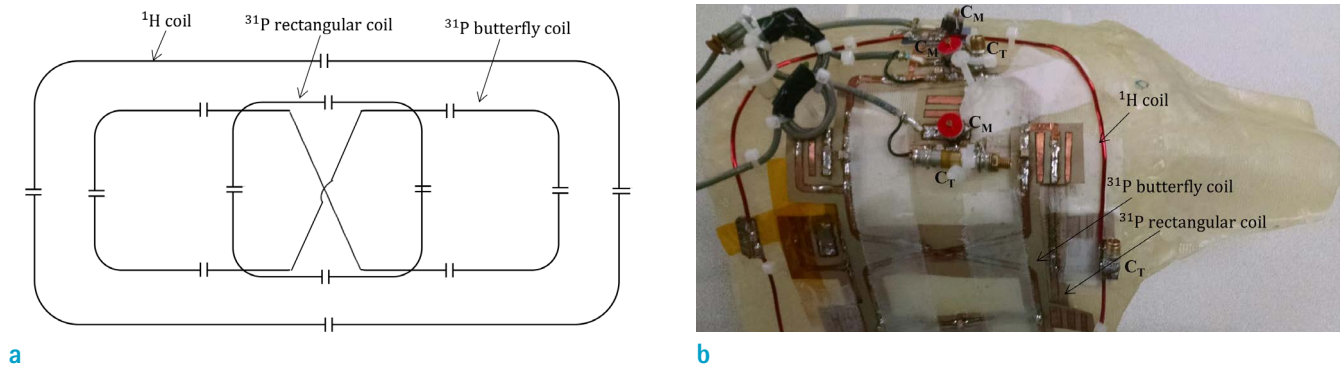 ¹H coil
³¹P rectangular coil
³¹P butterfly coil
a
C_M
C_M
C_T
¹H coil
C_M
C_T
³¹P butterfly coil
³¹P rectangular coil
C_T
b